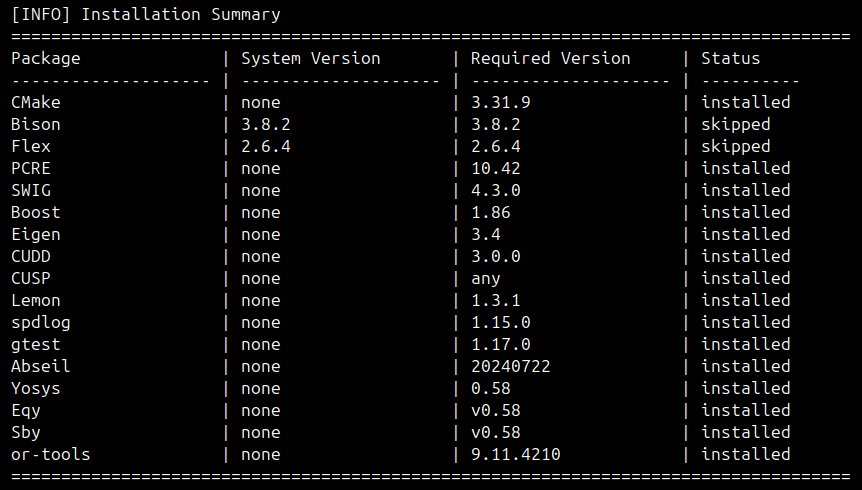 [INFO] Installation Summary
====================================================================================
Package              | System Version       | Required Version     | Status
-------------------- | -------------------- | -------------------- | ----------
CMake                | none                 | 3.31.9               | installed
Bison                | 3.8.2                | 3.8.2                | skipped
Flex                 | 2.6.4                | 2.6.4                | skipped
PCRE                 | none                 | 10.42                | installed
SWIG                 | none                 | 4.3.0                | installed
Boost                | none                 | 1.86                 | installed
Eigen                | none                 | 3.4                  | installed
CUDD                 | none                 | 3.0.0                | installed
CUSP                 | none                 | any                  | installed
Lemon                | none                 | 1.3.1                | installed
spdlog               | none                 | 1.15.0               | installed
gtest                | none                 | 1.17.0               | installed
Abseil               | none                 | 20240722             | installed
Yosys                | none                 | 0.58                 | installed
Eqy                  | none                 | v0.58                | installed
Sby                  | none                 | v0.58                | installed
or-tools             | none                 | 9.11.4210            | installed
====================================================================================